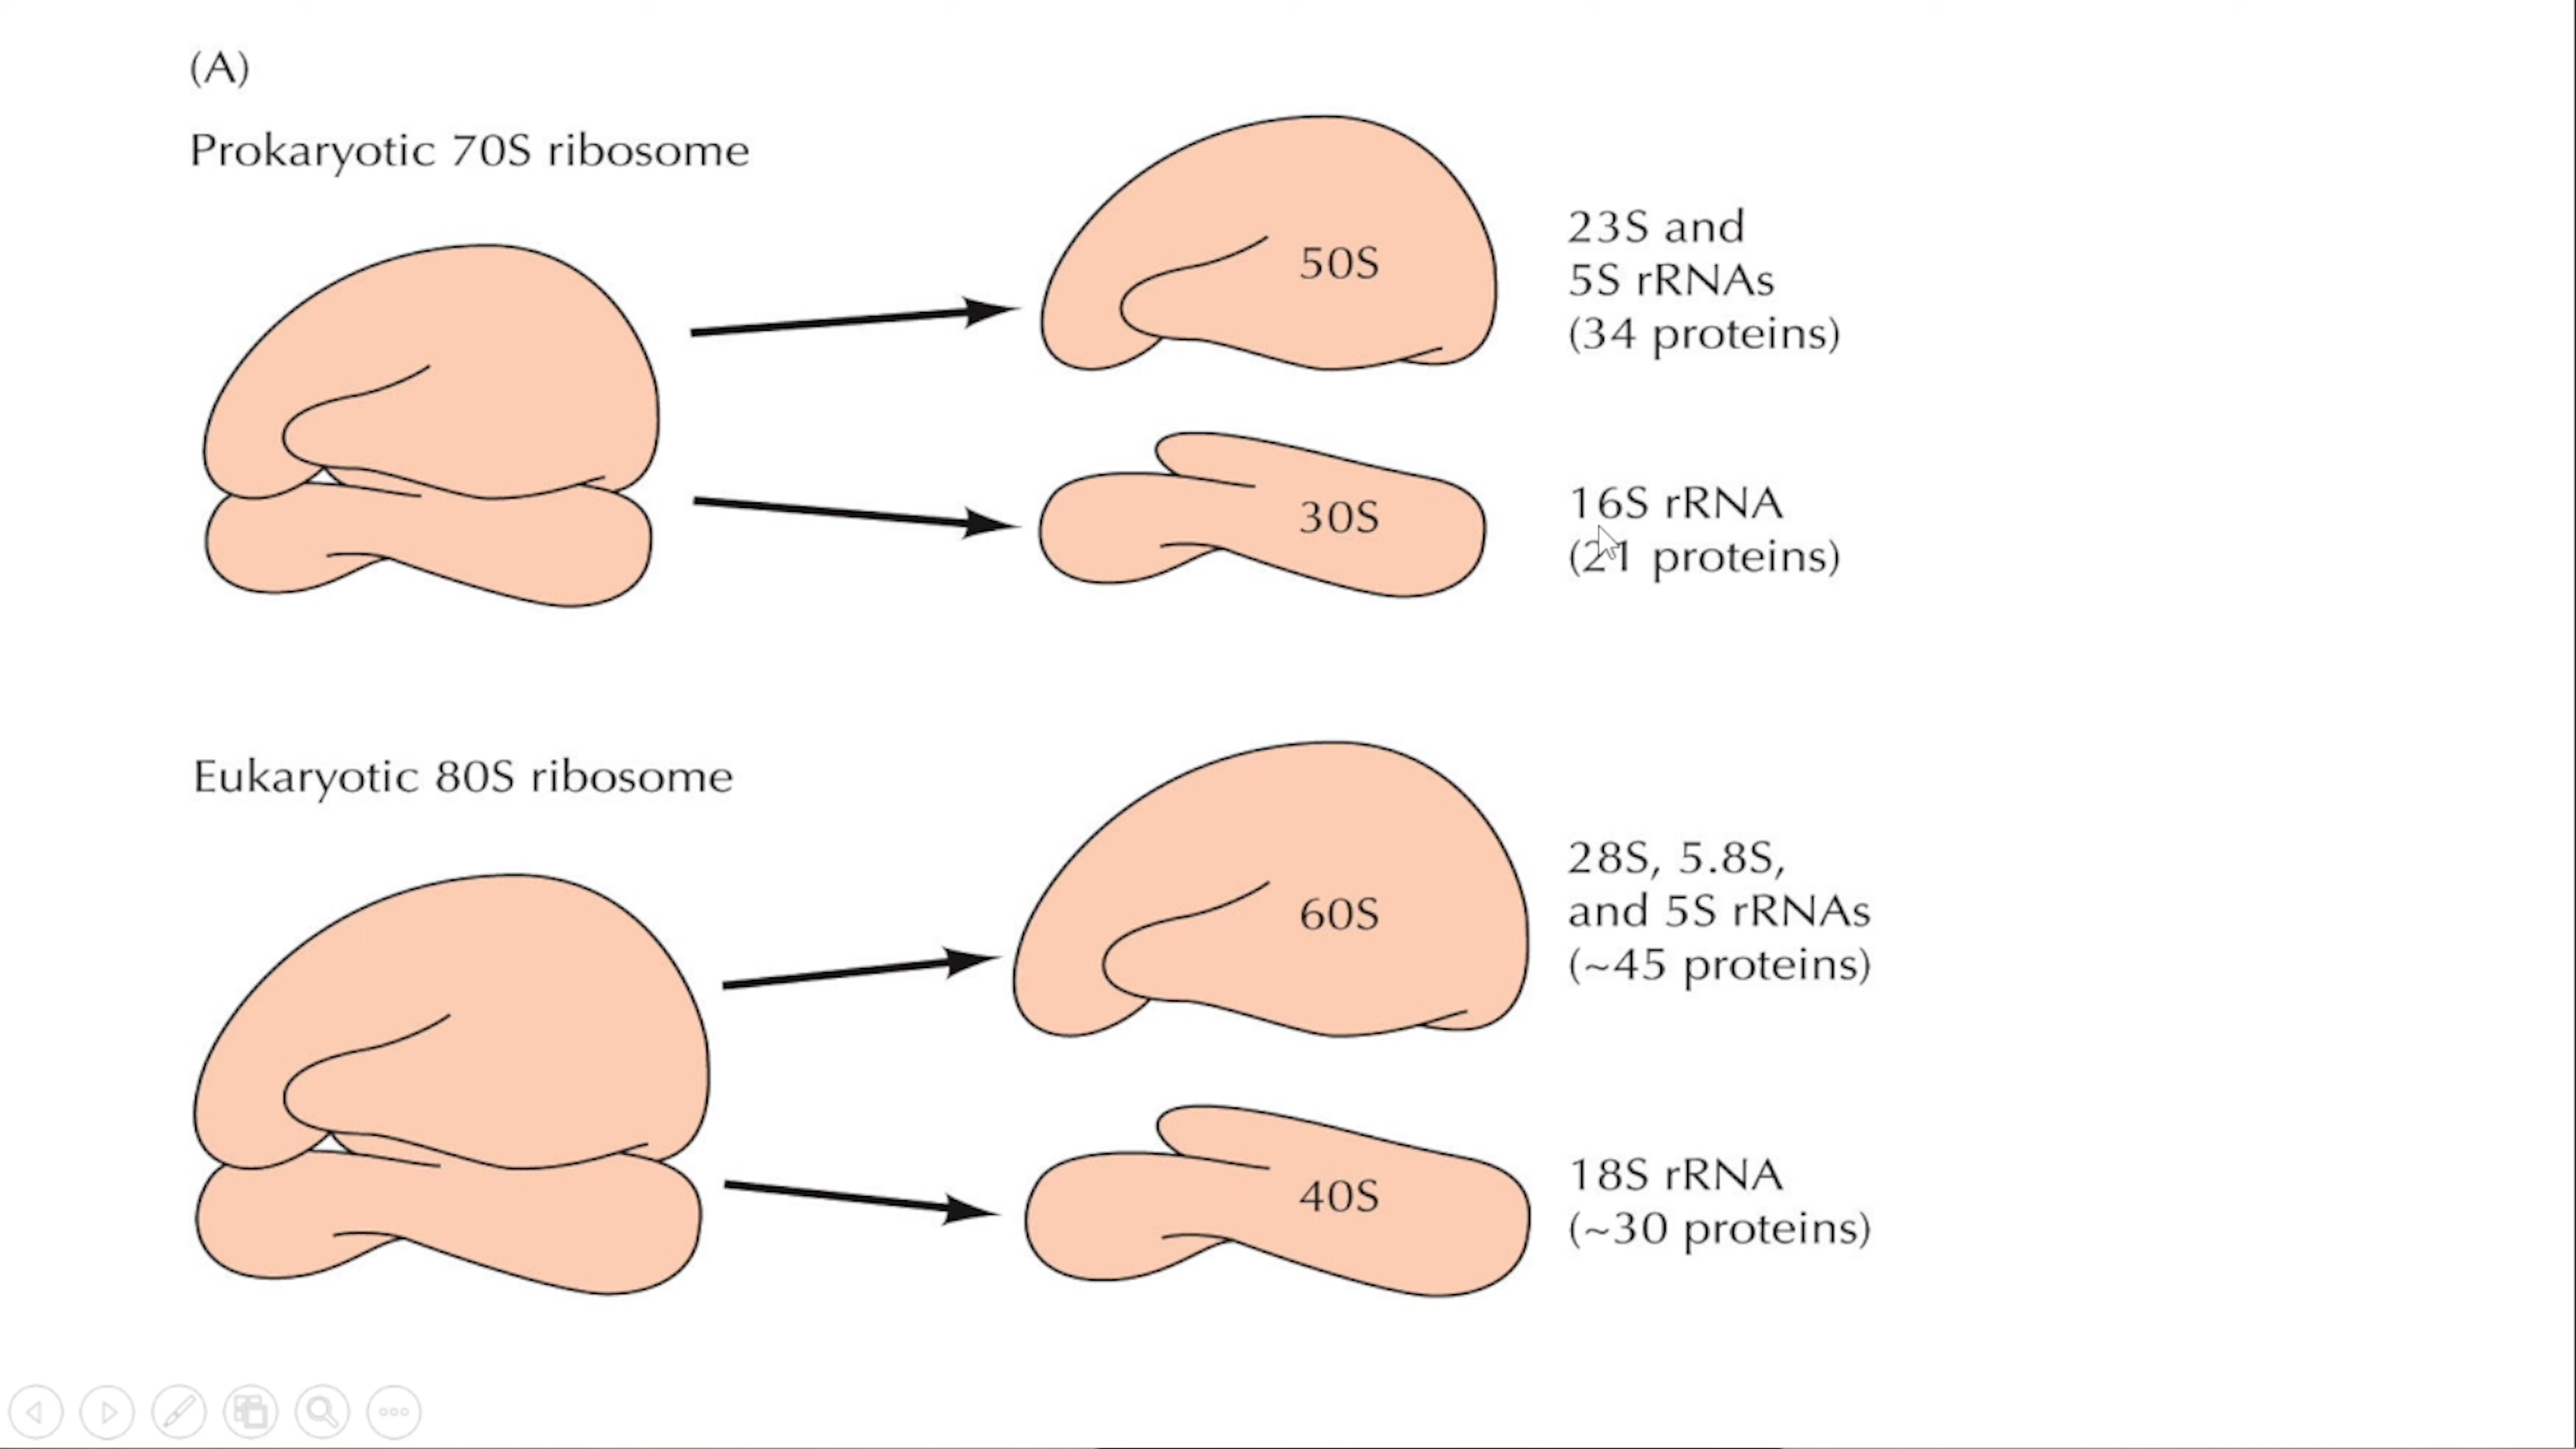 (A)
Prokaryotic 70S ribosome
50S
23S and
5S rRNAs
(34 proteins)
30S
16S rRNA
(21 proteins)
Eukaryotic 80S ribosome
60S
28S, 5.8S,
and 5S rRNAs
(~45 proteins)
40S
18S rRNA
(~30 proteins)